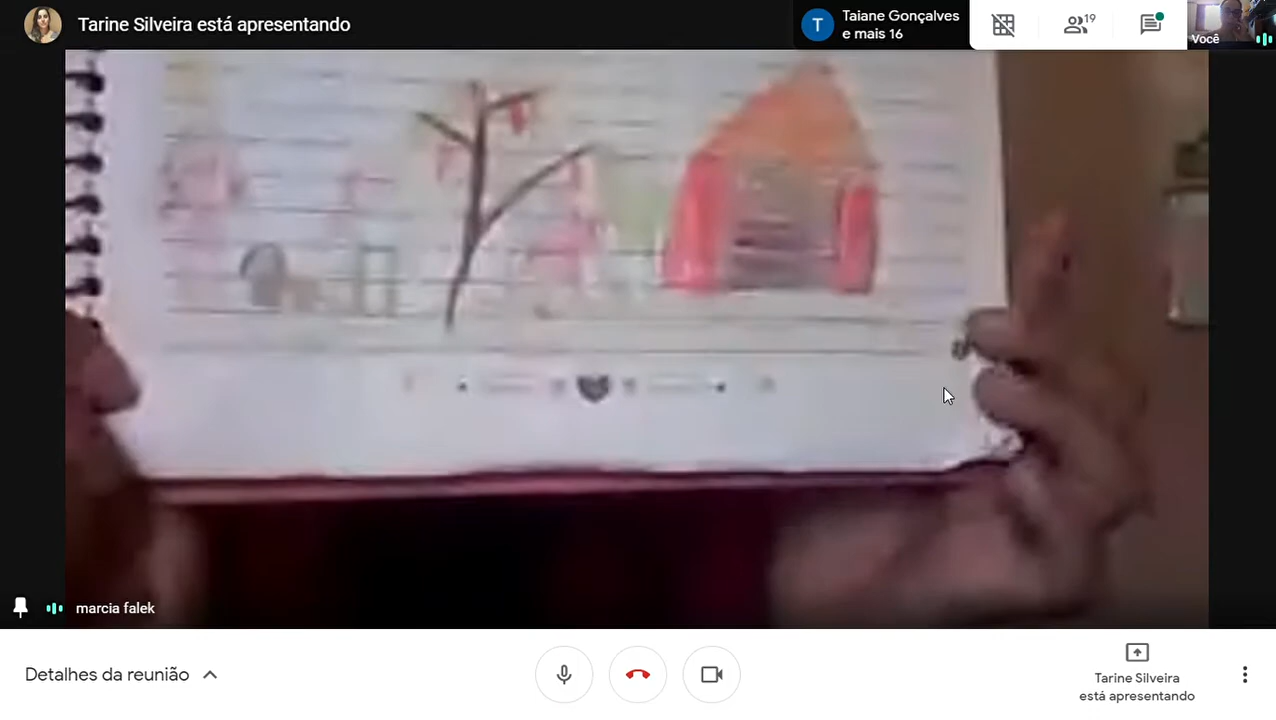 Tarine Silveira está apresentando
T
Taiane Gonçalves
e mais 16
19
Você
marcia falek
Detalhes da reunião
Tarine Silveira
está apresentando